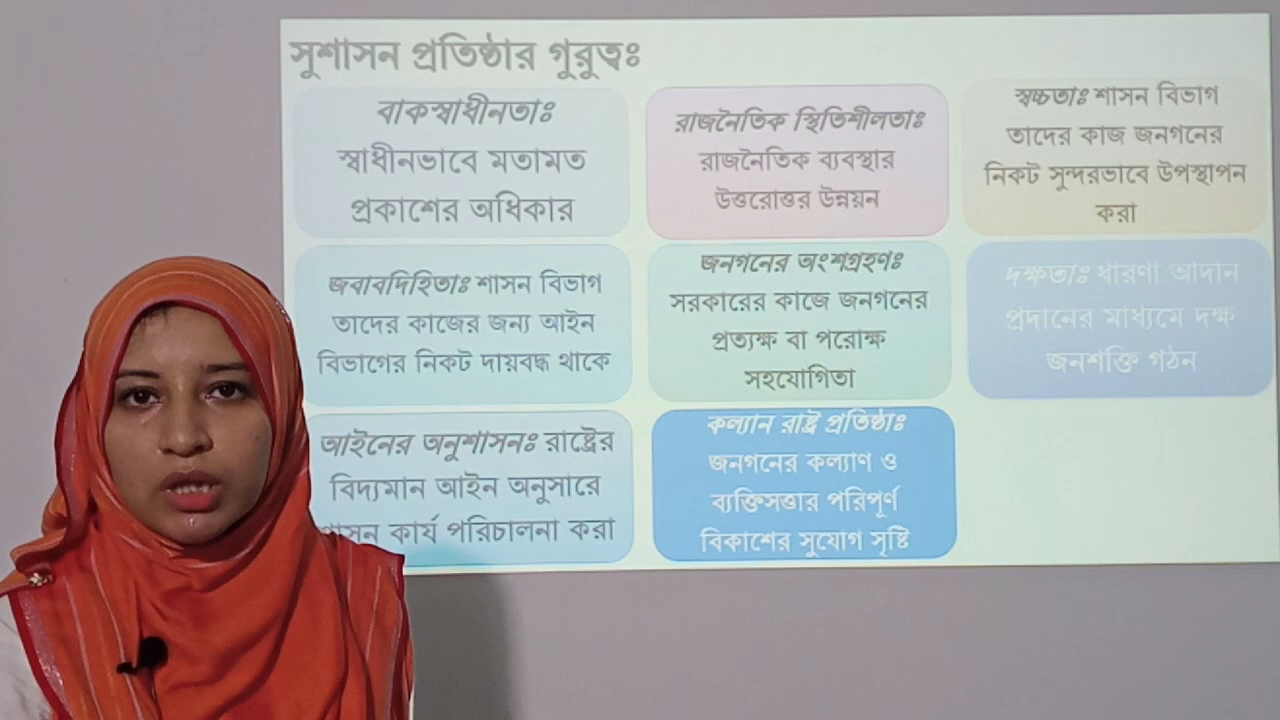 সুশাসন প্রতিষ্ঠার গুরুত্বঃ
বাকস্বাধীনতাঃ
স্বাধীনভাবে মতামত
প্রকাশের অধিকার
রাজনৈতিক স্থিতিশীলতাঃ
রাজনৈতিক ব্যবস্থার
উত্তরোত্তর উন্নয়ন
স্বচ্চতাঃ শাসন বিভাগ
তাদের কাজ জনগনের
নিকট সুন্দরভাবে উপস্থাপন
করা
জবাবদিহিতাঃ শাসন বিভাগ
তাদের কাজের জন্য আইন
বিভাগের নিকট দায়বদ্ধ থাকে
জনগনের অংশগ্রহণঃ
সরকারের কাজে জনগনের
প্রত্যক্ষ বা পরোক্ষ
সহযোগিতা
দক্ষতাঃ ধারণা আদান
প্রদানের মাধ্যমে দক্ষ
জনশক্তি গঠন
আইনের অনুশাসনঃ রাষ্ট্রের
বিদ্যমান আইন অনুসারে
শাসন কার্য পরিচালনা করা
কল্যান রাষ্ট্র প্রতিষ্ঠাঃ
জনগনের কল্যাণ ও
ব্যক্তিসত্তার পরিপূর্ণ
বিকাশের সুযোগ সৃষ্টি